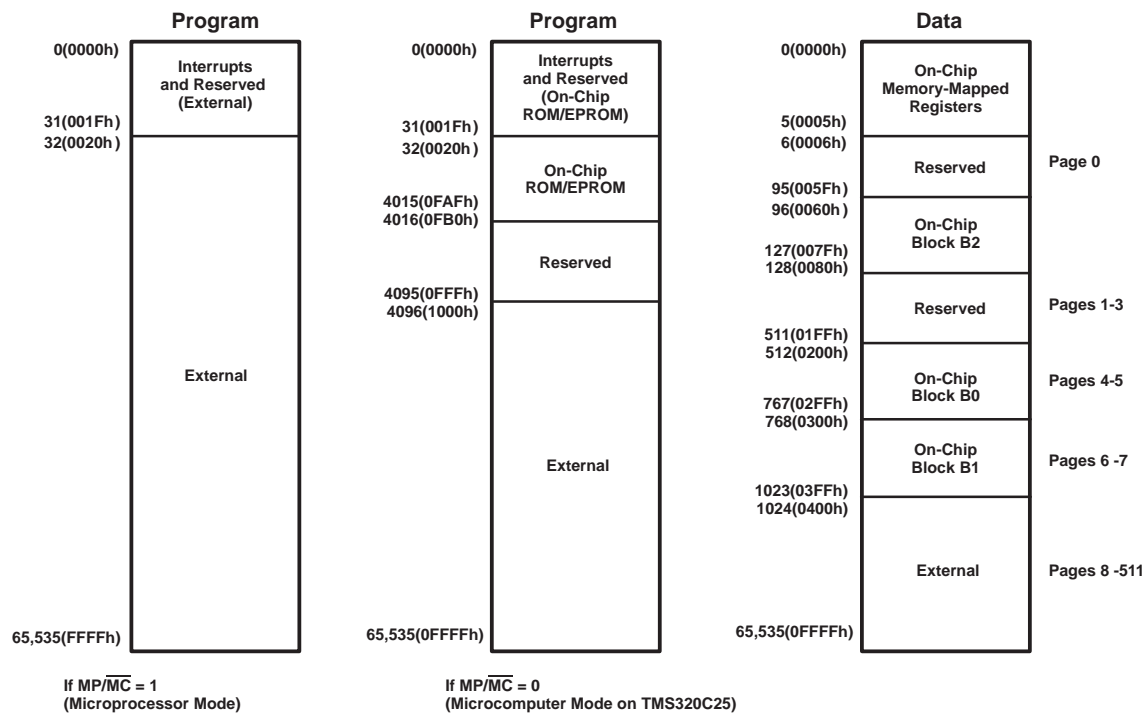 Program
0(0000h)
Interrupts
and Reserved
(External)
31(001Fh)
32(0020h)
External
65,535(FFFFh)
If MP/M̅C̅ = 1
(Microprocessor Mode)
Program
0(0000h)
Interrupts
and Reserved
(On-Chip
ROM/EPROM)
31(001Fh)
32(0020h)
On-Chip
ROM/EPROM
4015(0FAFh)
4016(0FB0h)
Reserved
4095(0FFFh)
4096(1000h)
External
65,535(0FFFFh)
If MP/M̅C̅ = 0
(Microcomputer Mode on TMS320C25)
Data
0(0000h)
On-Chip
Memory-Mapped
Registers
5(0005h)
6(0006h)
Reserved
Page 0
95(005Fh)
96(0060h)
On-Chip
Block B2
127(007Fh)
128(0080h)
Reserved
Pages 1-3
511(01FFh)
512(0200h)
On-Chip
Block B0
Pages 4-5
767(02FFh)
768(0300h)
On-Chip
Block B1
Pages 6 -7
1023(03FFh)
1024(0400h)
External
Pages 8 -511
65,535(0FFFFh)